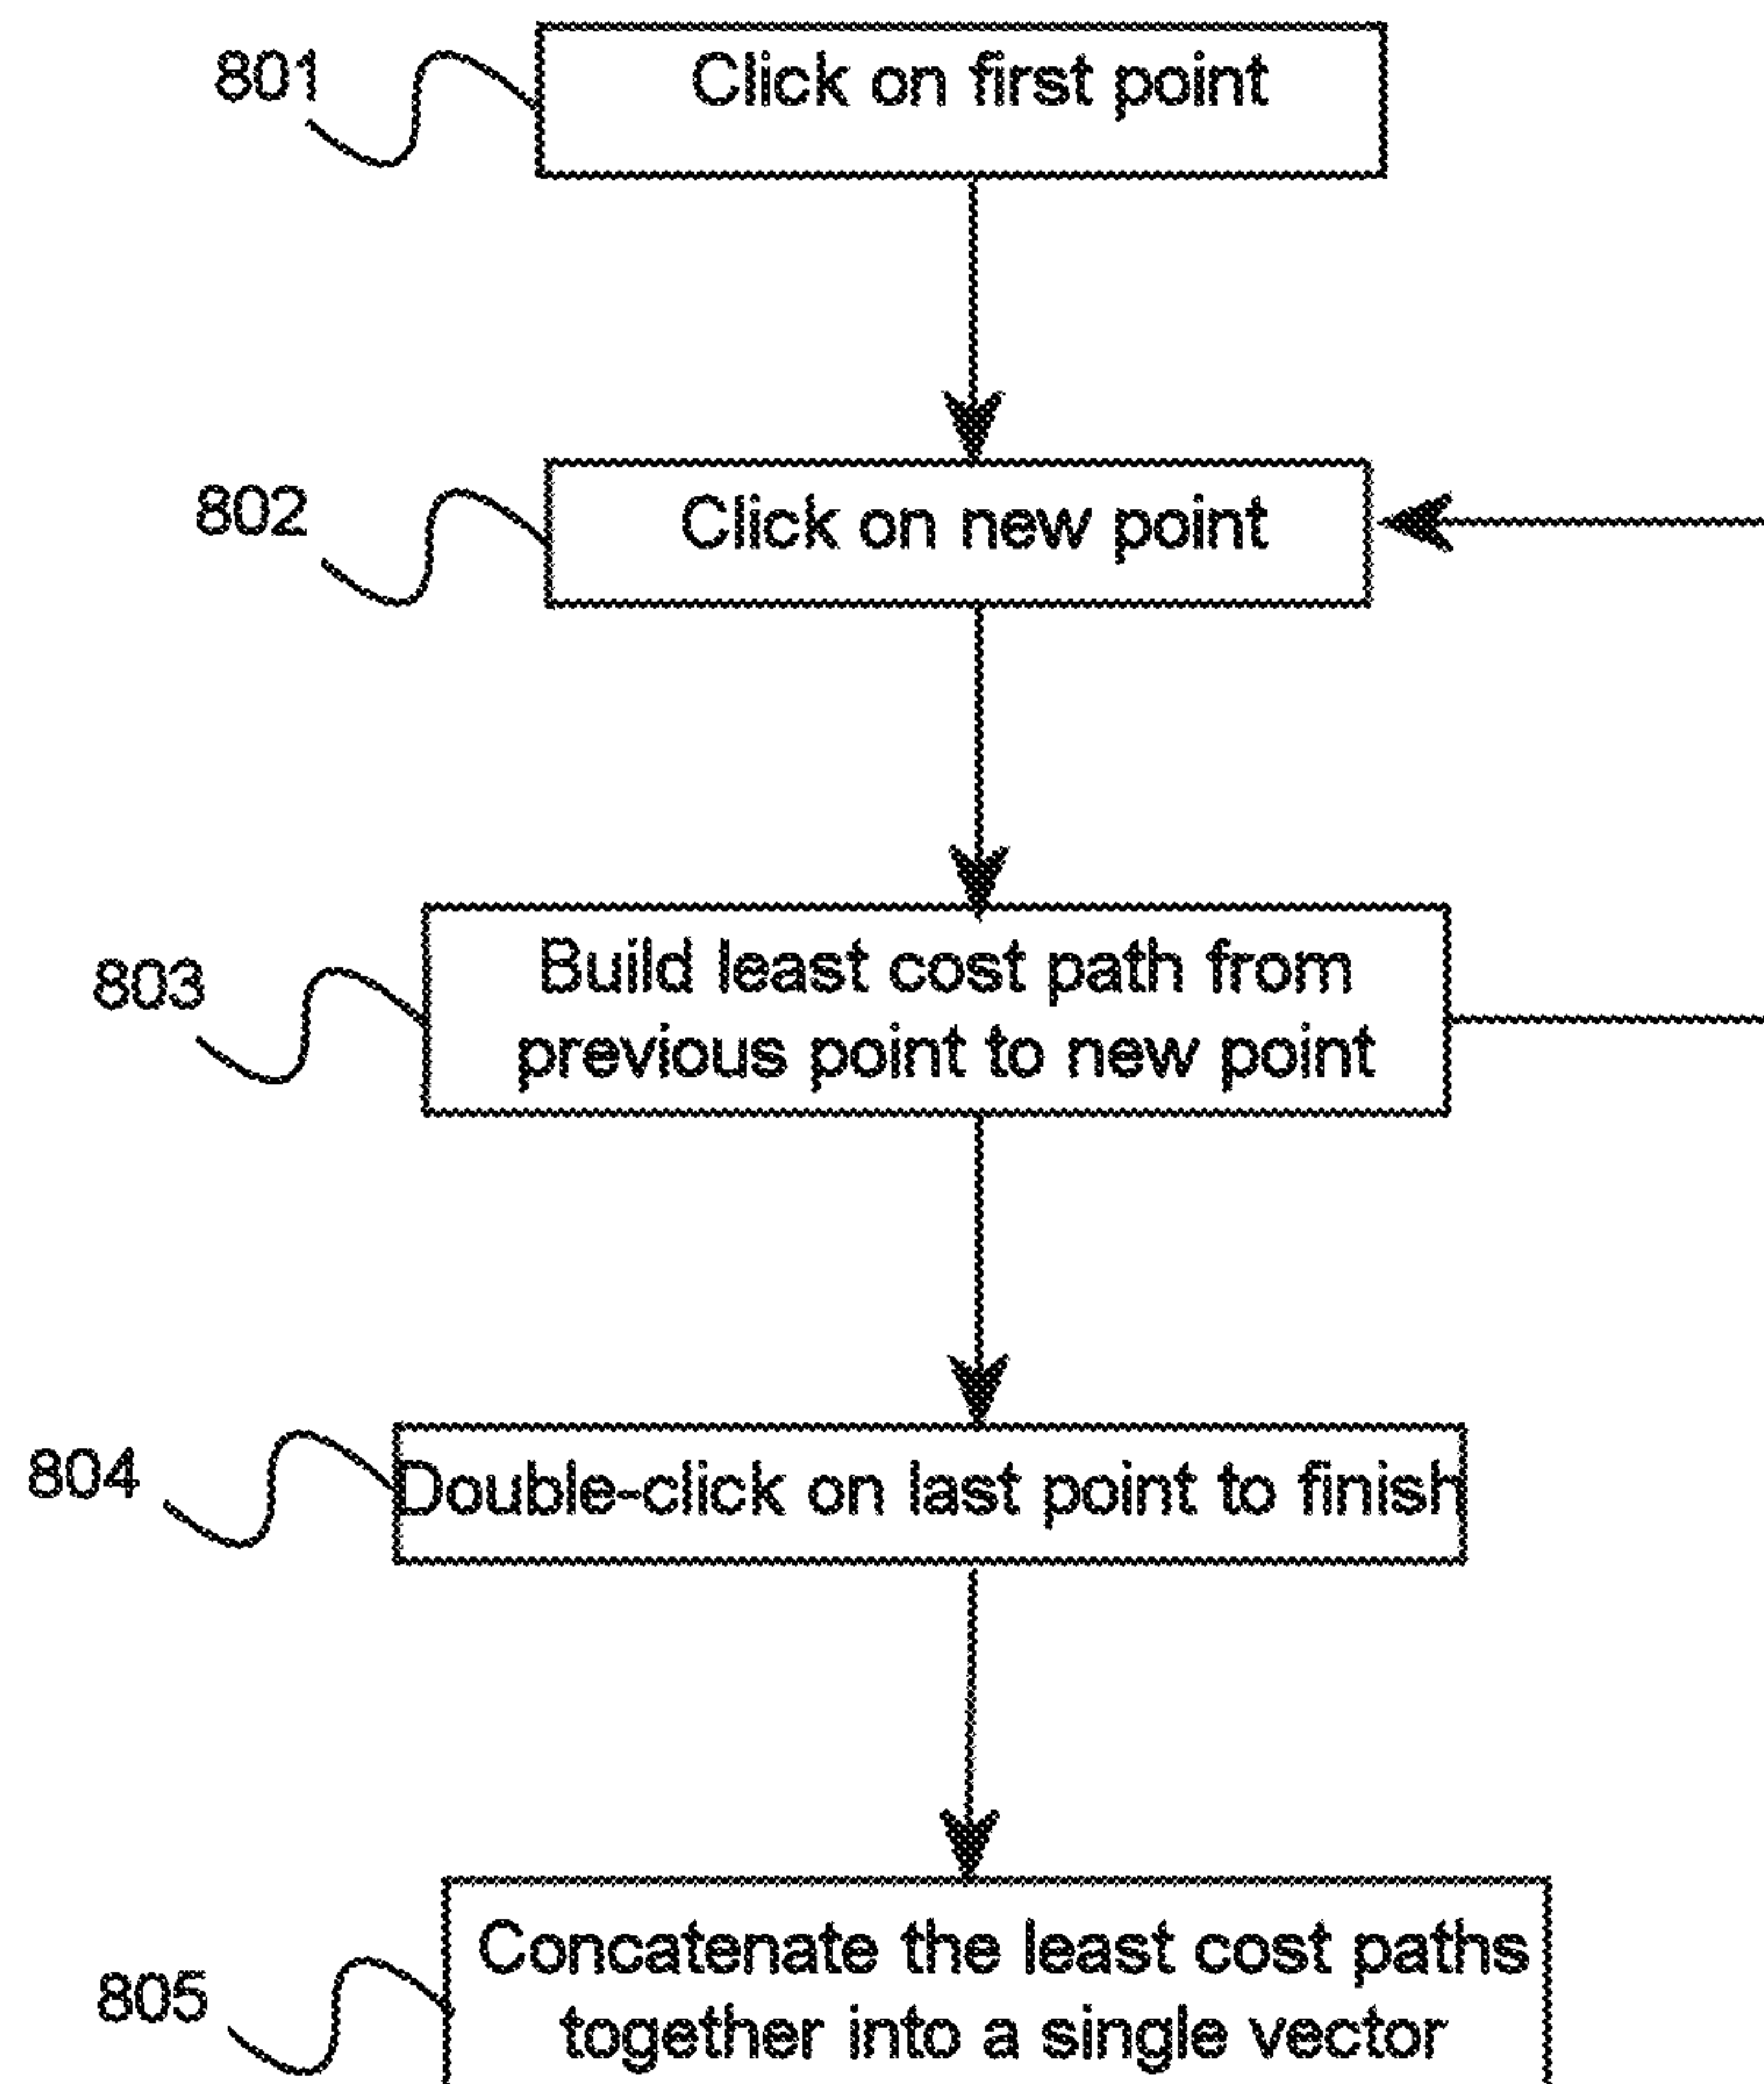 801
Click on first point
802
Click on new point
803
Build least cost path from
previous point to new point
804
Double-click on last point to finish
805
Concatenate the least cost paths
together into a single vector